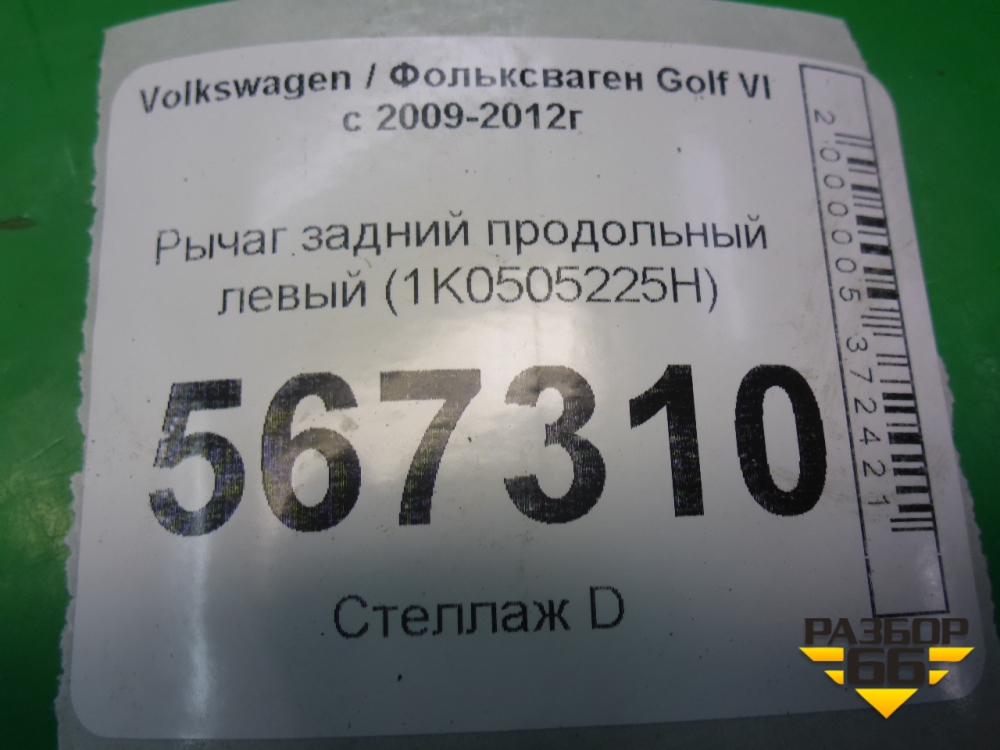 Volkswagen / Фольксваген Golf VI
с 2009-2012г
Рычаг задний продольный
левый (1K0505225H)
567310
Стеллаж D
2000005372421
РАЗБОР
66